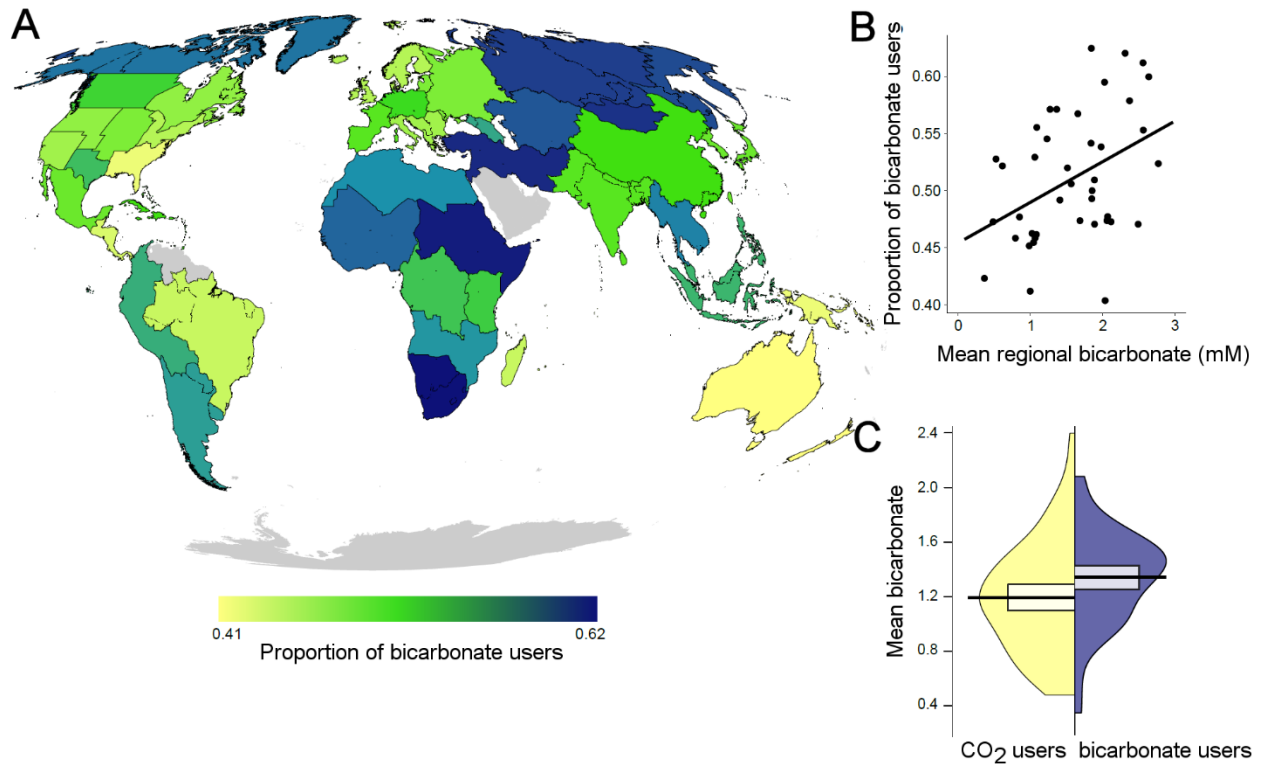 A
0.41
0.62
Proportion of bicarbonate users
B
Proportion of bicarbonate users
0.60
0.55
0.50
0.45
0.40
0
1
2
3
Mean regional bicarbonate (mM)
C
Mean bicarbonate
2.4
2.0
1.6
1.2
0.8
0.4
CO2 users
bicarbonate users